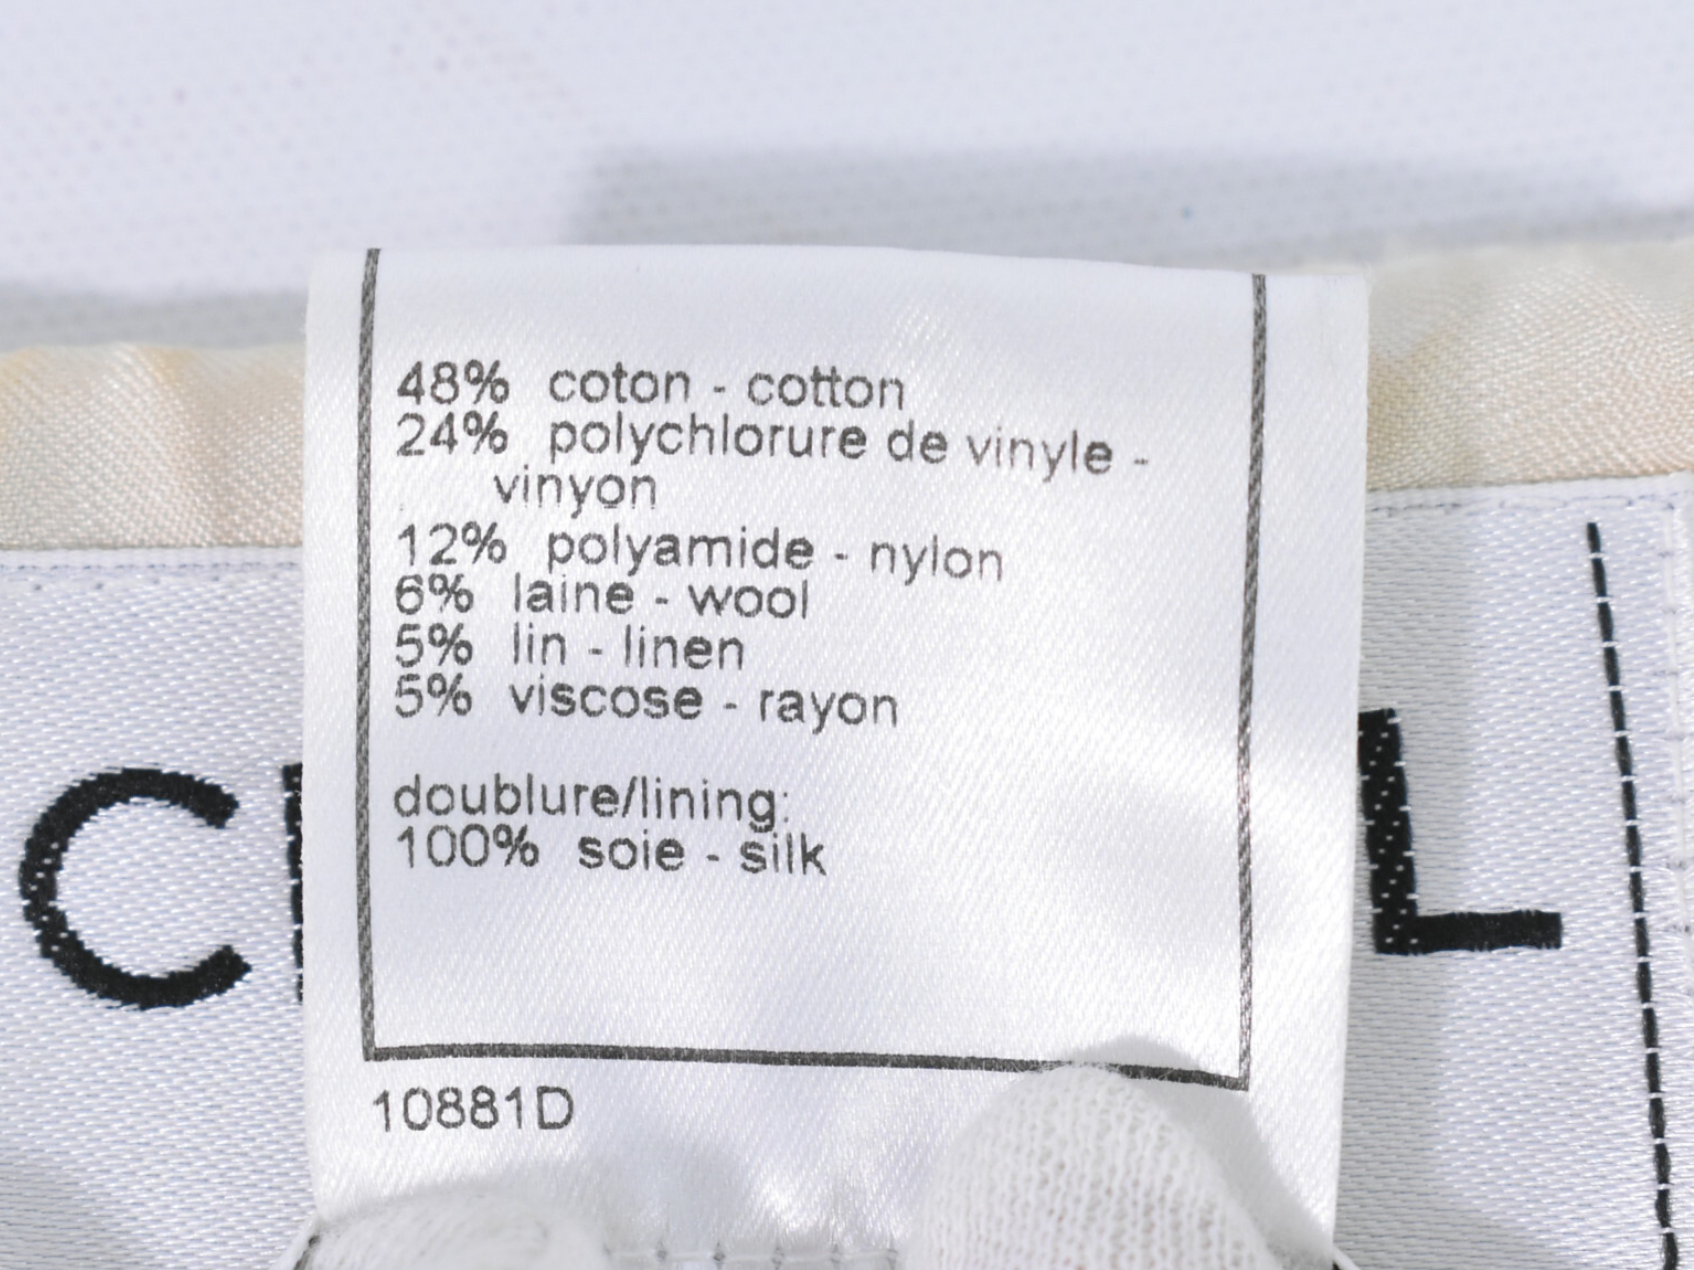 48% coton - cotton
24% polychlorure de vinyle -
vinyon
12% polyamide - nylon
6% laine - wool
5% lin - linen
5% viscose - rayon
doublure/lining:
100% soie - silk
10881D
C
L